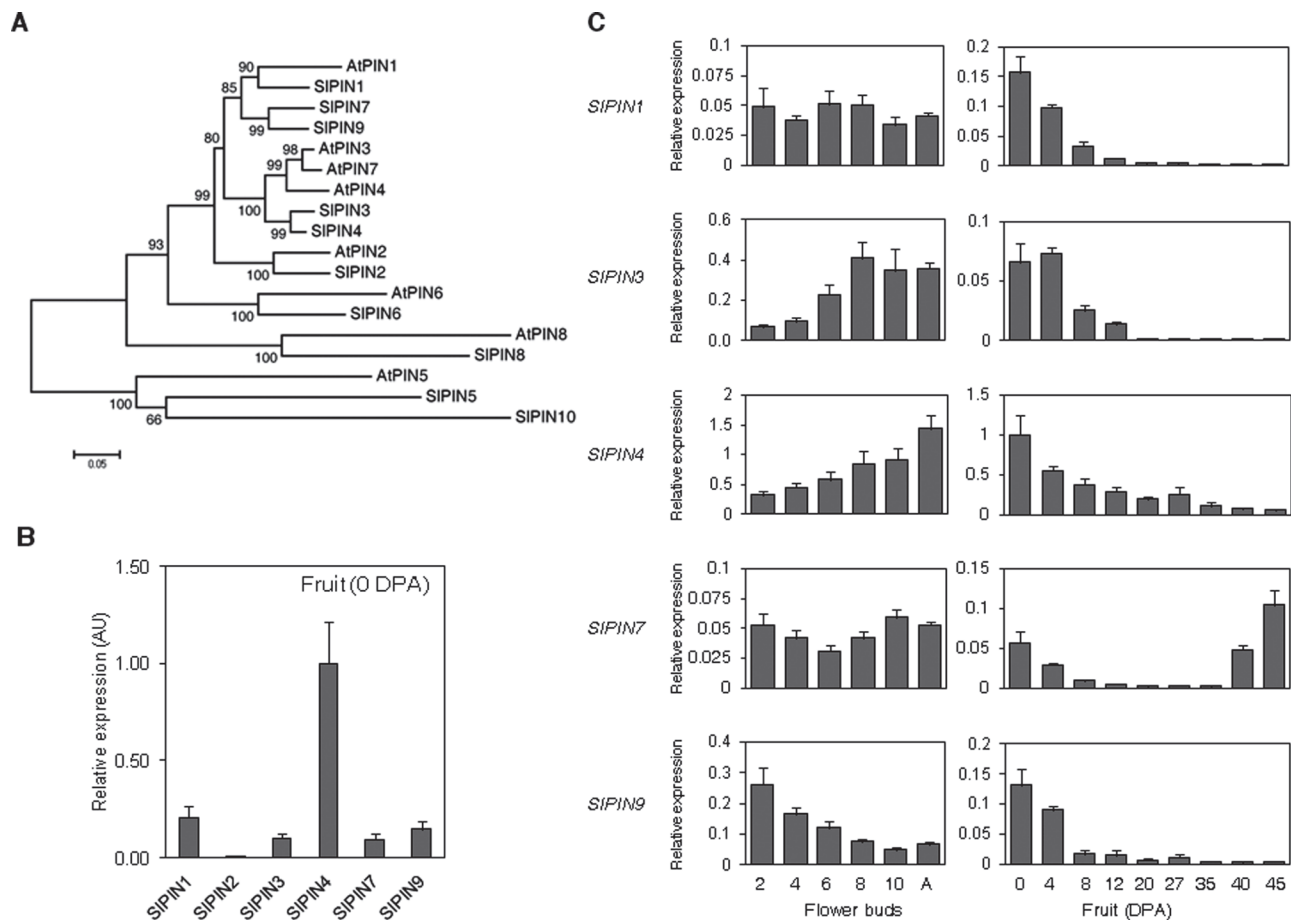 A
90
AtPIN1
85
SlPIN1
SlPIN7
99
SlPIN9
80
98
AtPIN3
99
AtPIN7
AtPIN4
99
100
SlPIN3
99
SlPIN4
93
AtPIN2
100
SlPIN2
AtPIN6
100
SlPIN6
AtPIN8
100
SlPIN8
AtPIN5
100
SlPIN5
66
SlPIN10
0.05
B
Fruit (0 DPA)
Relative expression (AU)
1.50
1.00
0.50
0.00
SlPIN1
SlPIN2
SlPIN3
SlPIN4
SlPIN7
SlPIN9
C
SlPIN1
Relative expression
0.1
0.075
0.05
0.025
0
0.2
0.15
0.1
0.05
0
SlPIN3
Relative expression
0.6
0.4
0.2
0.0
0.1
0.05
0
SlPIN4
Relative expression
2
1.5
1
0.5
0
1.5
1
0.5
0
SlPIN7
Relative expression
0.1
0.075
0.05
0.025
0
0.15
0.1
0.05
0
SlPIN9
Relative expression
0.4
0.3
0.2
0.1
0
0.2
0.15
0.1
0.05
0
2 4 6 8 10 A
Flower buds
0 4 8 12 20 27 35 40 45
Fruit (DPA)